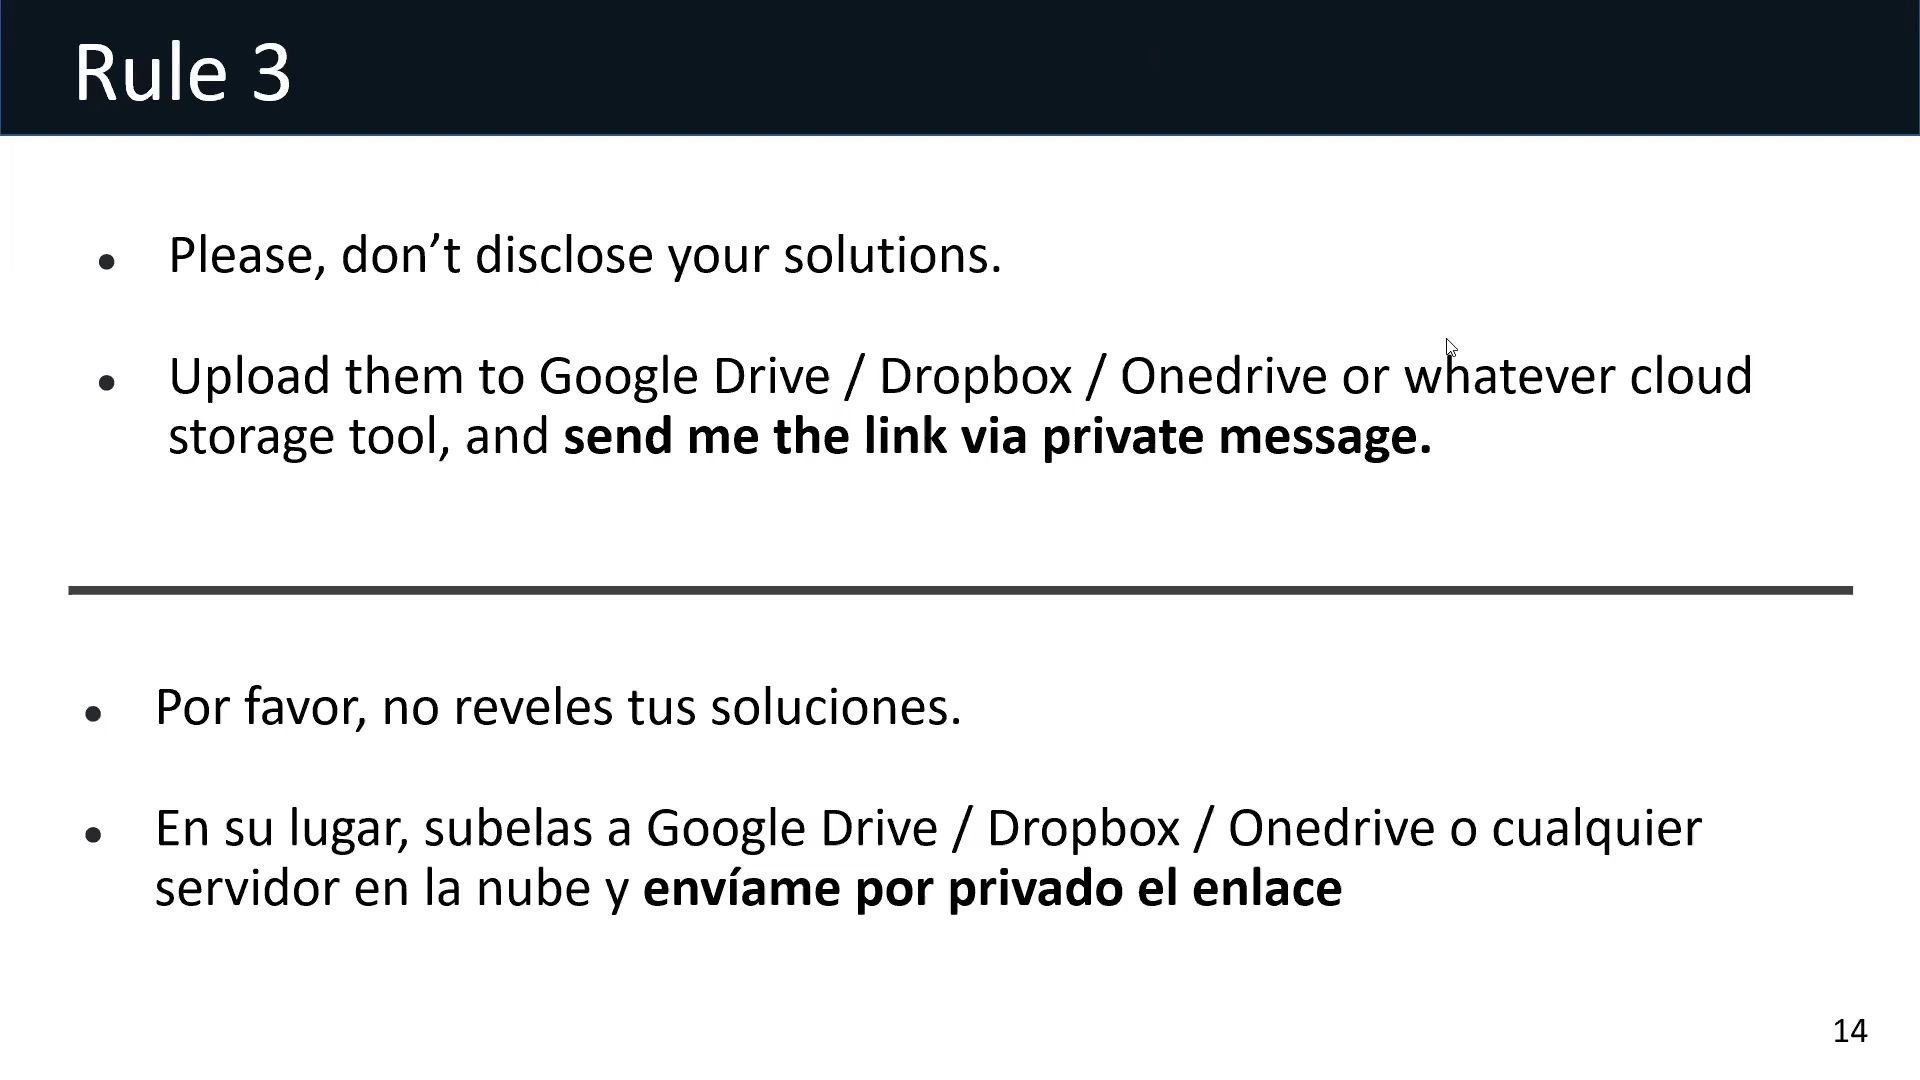 Rule 3
• Please, don’t disclose your solutions.
• Upload them to Google Drive / Dropbox / Onedrive or whatever cloud
storage tool, and send me the link via private message.
• Por favor, no reveles tus soluciones.
• En su lugar, subelas a Google Drive / Dropbox / Onedrive o cualquier
servidor en la nube y envíame por privado el enlace
14